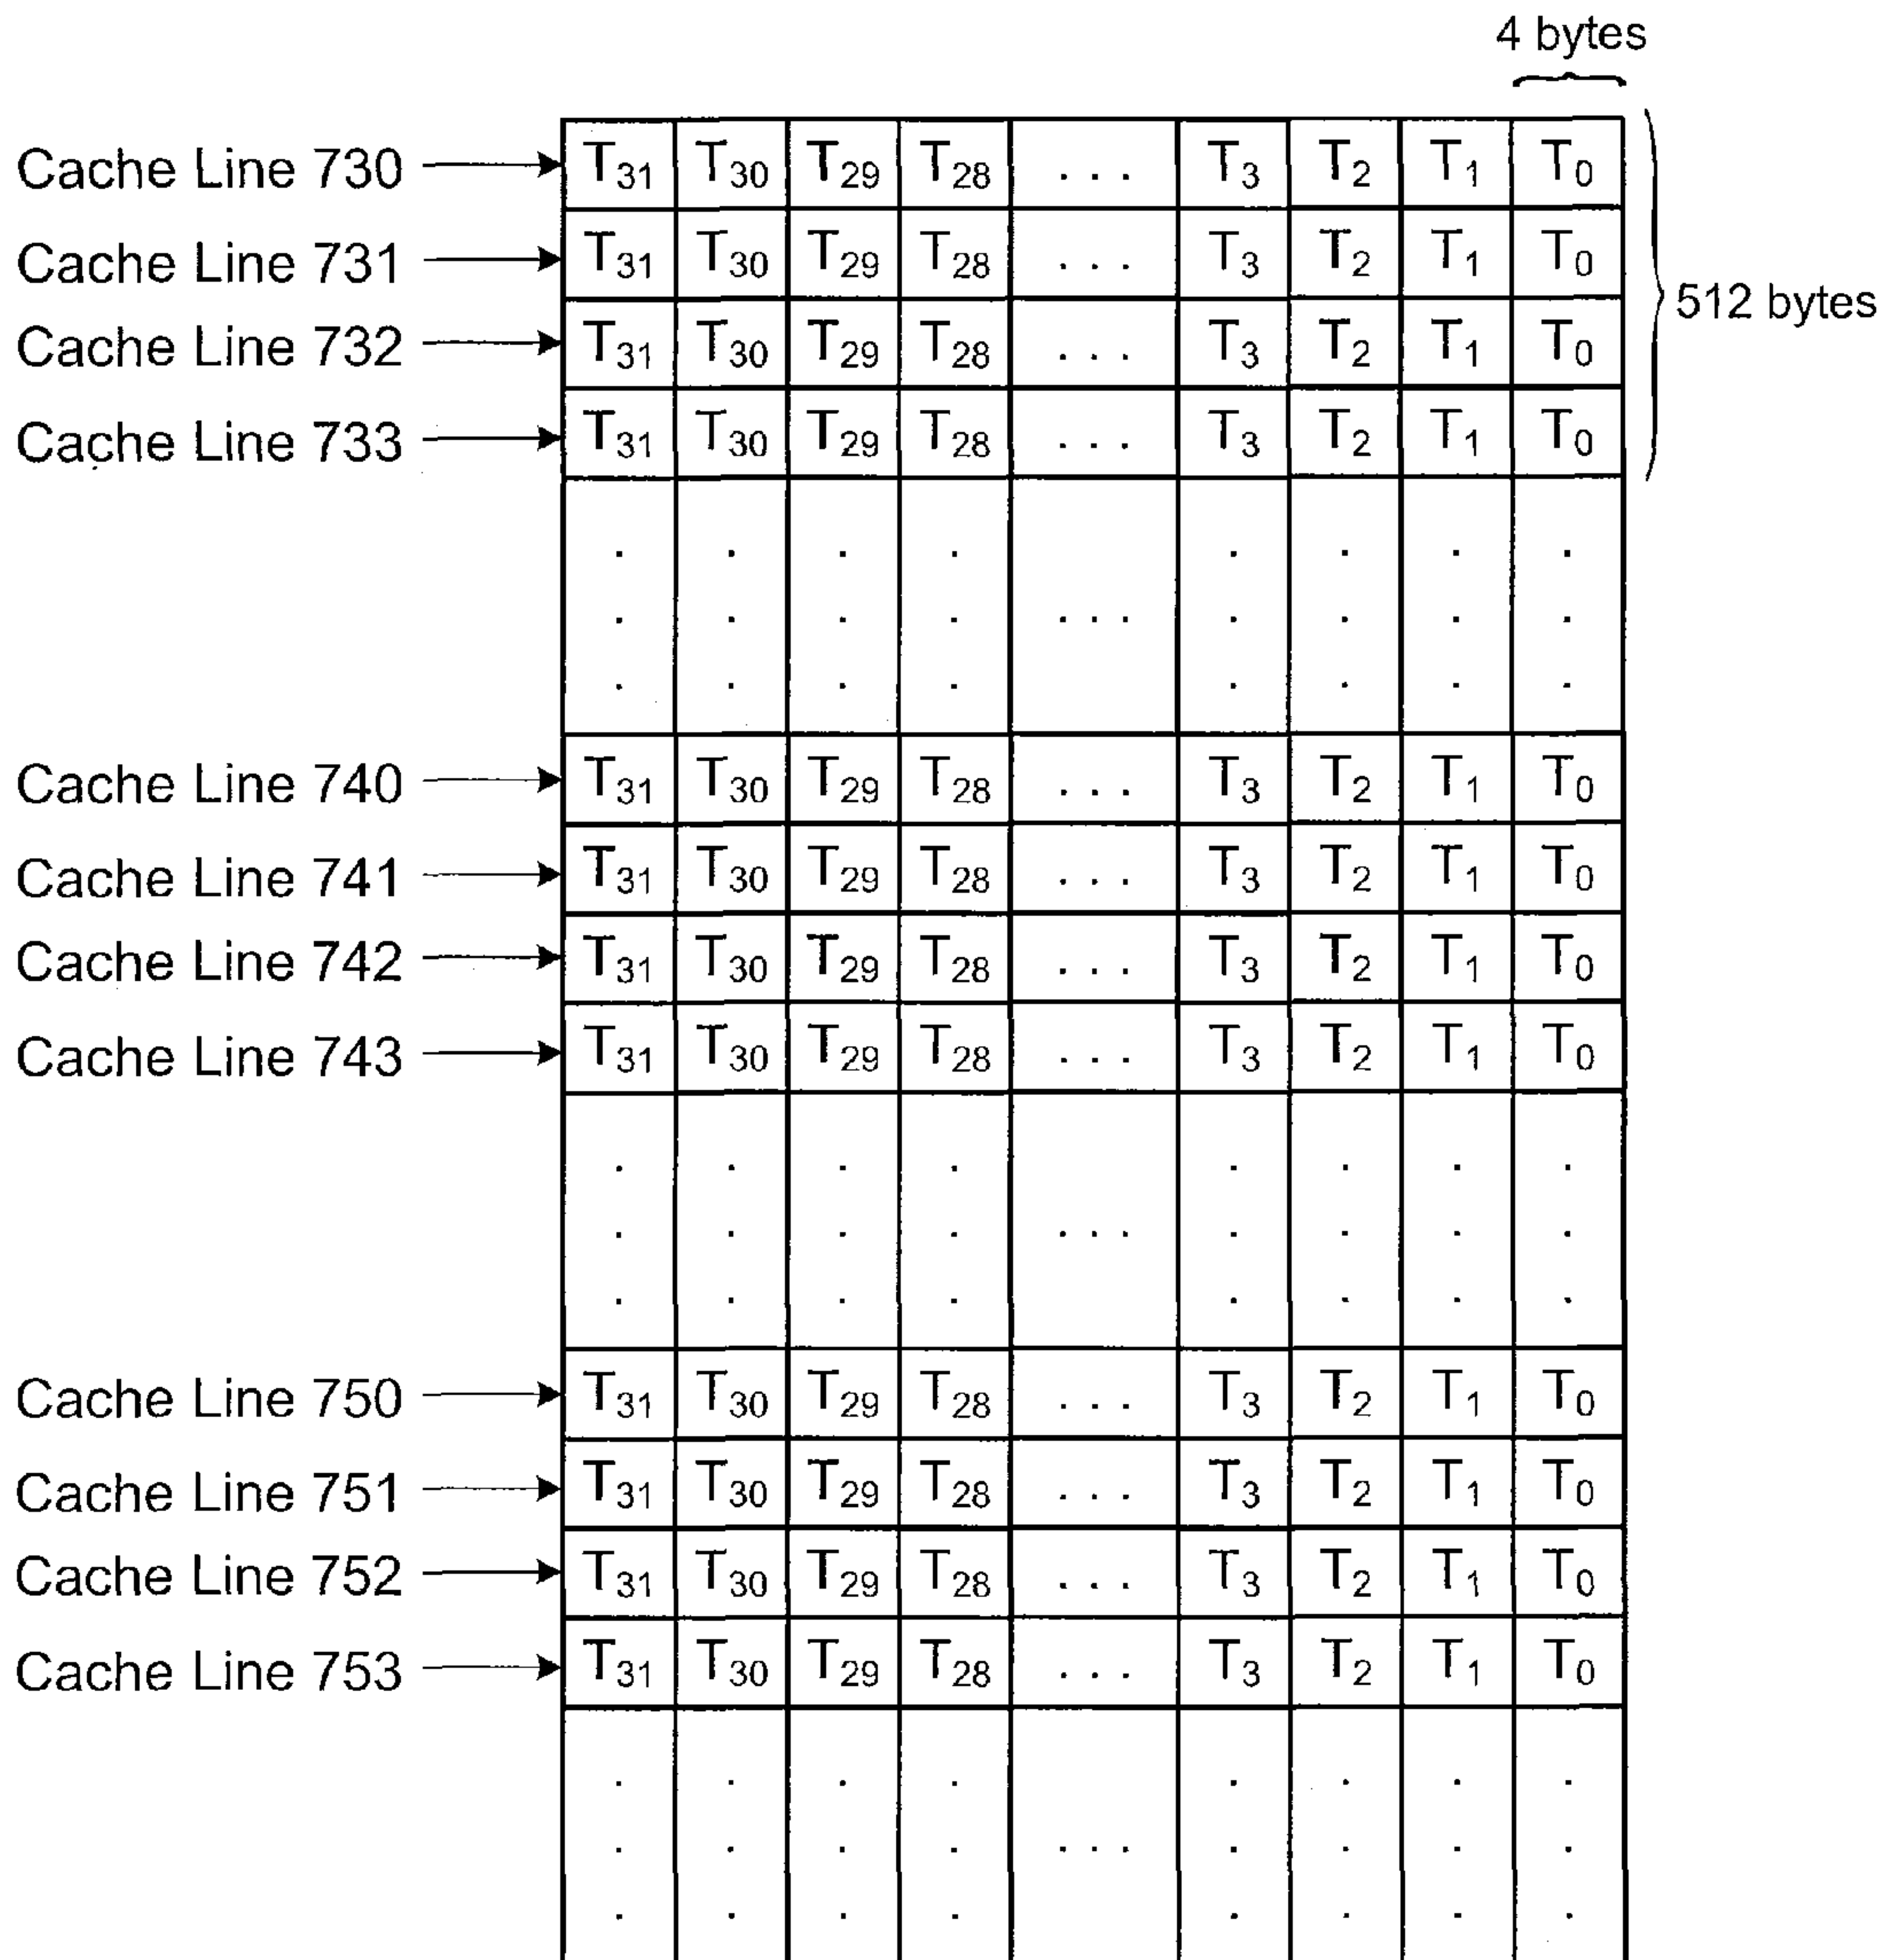 4 bytes
Cache Line 730 T31 T30 T29 T28 ... T3 T2 T1 T0
Cache Line 731 T31 T30 T29 T28 ... T3 T2 T1 T0
512 bytes
Cache Line 732 T31 T30 T29 T28 ... T3 T2 T1 T0
Cache Line 733 T31 T30 T29 T28 ... T3 T2 T1 T0
. . . . . . . .
. . . . ... . . . .
. . . . . . . .
Cache Line 740 T31 T30 T29 T28 ... T3 T2 T1 T0
Cache Line 741 T31 T30 T29 T28 ... T3 T2 T1 T0
Cache Line 742 T31 T30 T29 T28 ... T3 T2 T1 T0
Cache Line 743 T31 T30 T29 T28 ... T3 T2 T1 T0
. . . . . . . .
. . . . ... . . . .
. . . . . . . .
Cache Line 750 T31 T30 T29 T28 ... T3 T2 T1 T0
Cache Line 751 T31 T30 T29 T28 ... T3 T2 T1 T0
Cache Line 752 T31 T30 T29 T28 ... T3 T2 T1 T0
Cache Line 753 T31 T30 T29 T28 ... T3 T2 T1 T0
. . . . . . . .
. . . . ... . . . .
. . . . . . . .